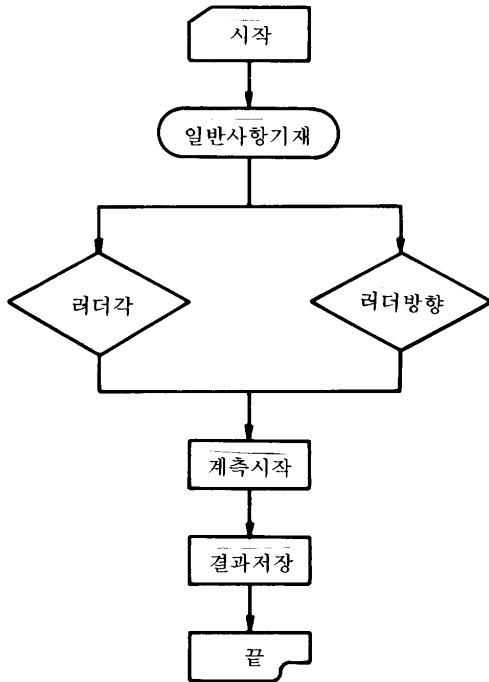 시작
일반사항기재
러더각
러더방향
계측시작
결과저장
끝